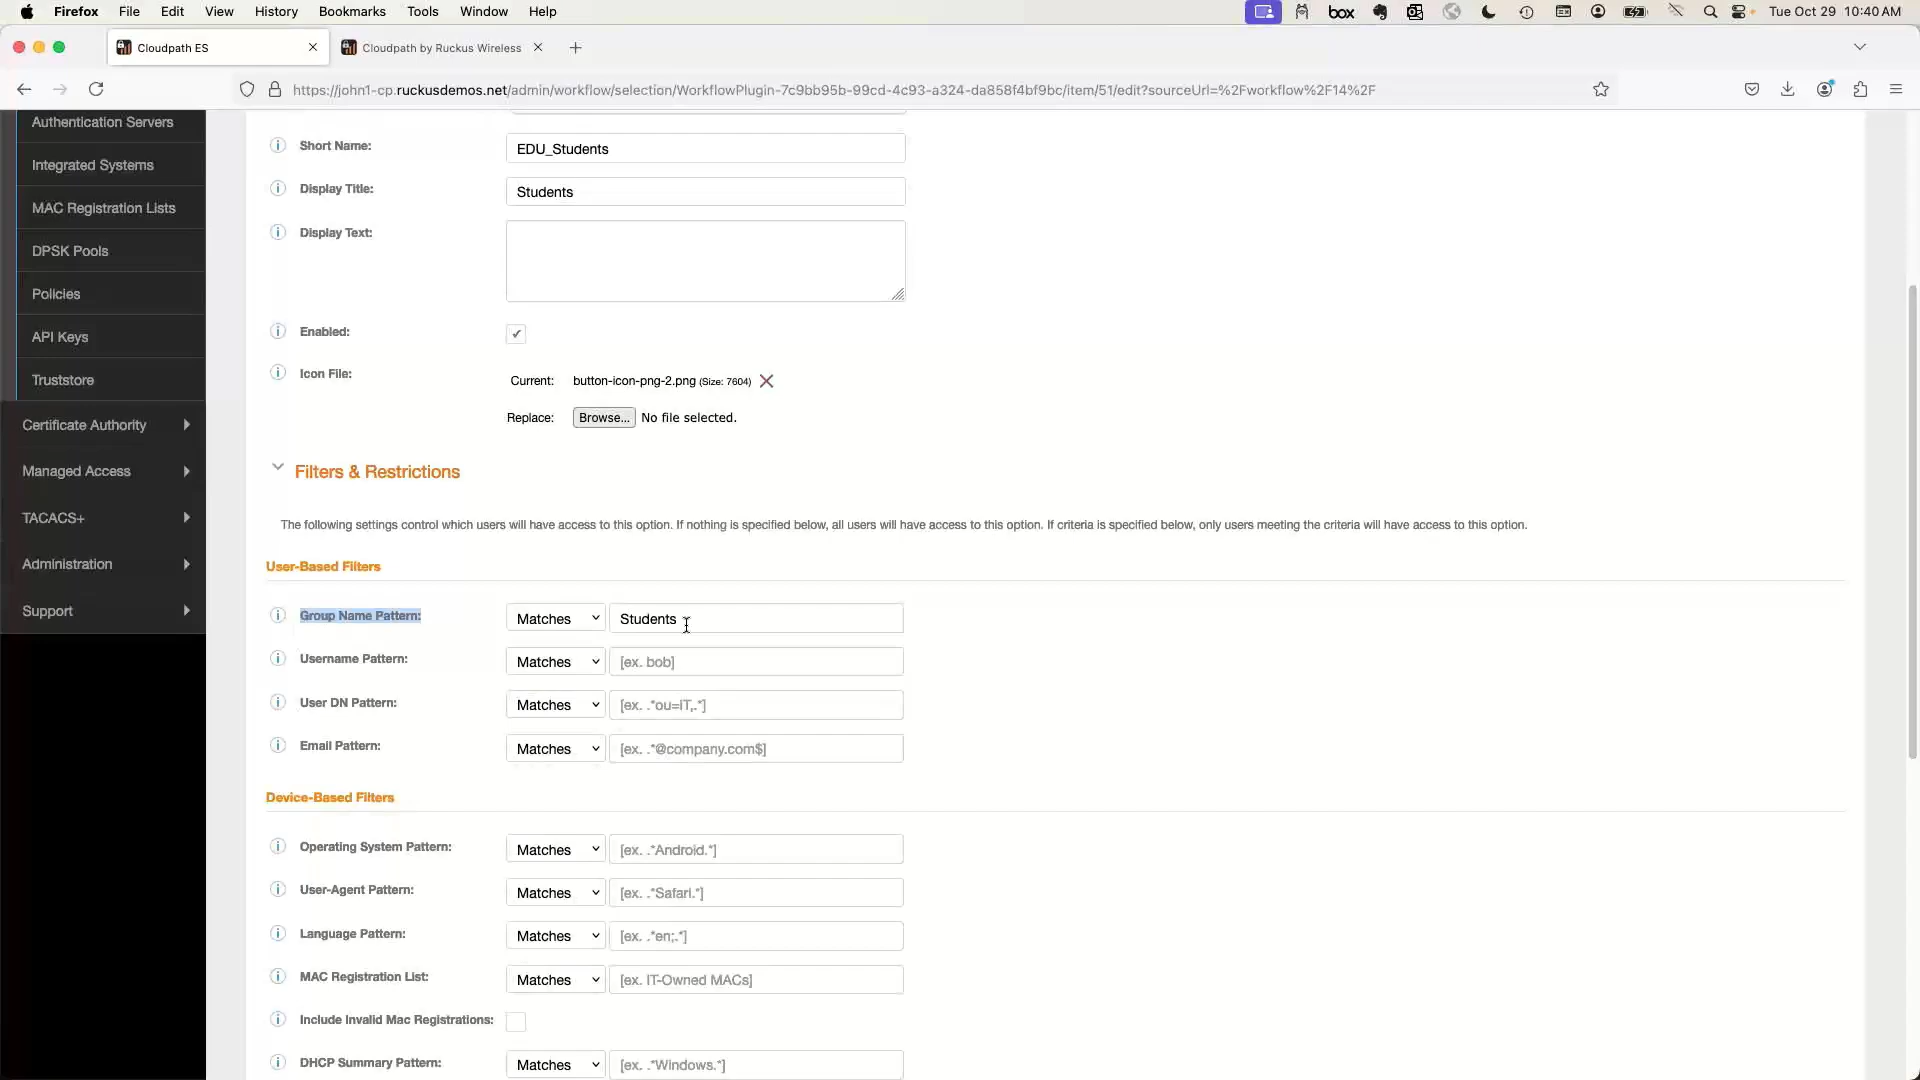 Firefox File Edit View History Bookmarks Tools Window Help box Tue Oct 29 10:40 AM
Cloudpath ES Cloudpath by Ruckus Wireless
https://john1-cp.ruckusdemos.net/admin/workflow/selection/WorkflowPlugin-7c9bb95b-99cd-4c93-a324-da858f4bf9bc/item/51/edit?sourceUrl=%2Fworkflow%2F14%2F
Authentication Servers
Integrated Systems
MAC Registration Lists
DPSK Pools
Policies
API Keys
Truststore
Certificate Authority
Managed Access
TACACS+
Administration
Support
Short Name: EDU_Students
Display Title: Students
Display Text:
Enabled:
Icon File: Current: button-icon-png-2.png (Size: 7604)
Replace: Browse... No file selected.
Filters & Restrictions
The following settings control which users will have access to this option. If nothing is specified below, all users will have access to this option. If criteria is specified below, only users meeting the criteria will have access to this option.
User-Based Filters
Group Name Pattern: Matches Students
Username Pattern: Matches [ex. bob]
User DN Pattern: Matches [ex. .*ou=IT,.*]
Email Pattern: Matches [ex. .*@company.com$]
Device-Based Filters
Operating System Pattern: Matches [ex. .*Android.*]
User-Agent Pattern: Matches [ex. .*Safari.*]
Language Pattern: Matches [ex. .*en;.*]
MAC Registration List: Matches [ex. IT-Owned MACs]
Include Invalid Mac Registrations:
DHCP Summary Pattern: Matches [ex. .*Windows.*]